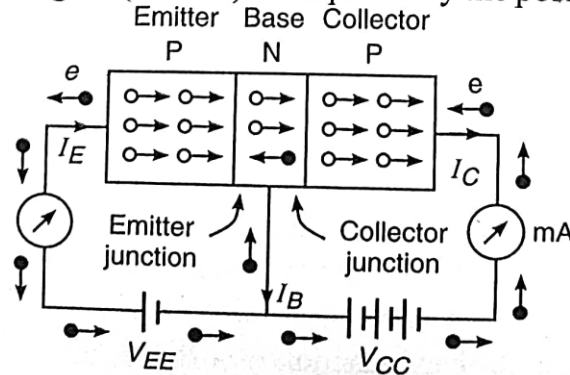 Emitter Base Collector
P N P
e e
I_E I_C
Emitter junction
Collector junction
mA
I_B
V_EE V_CC